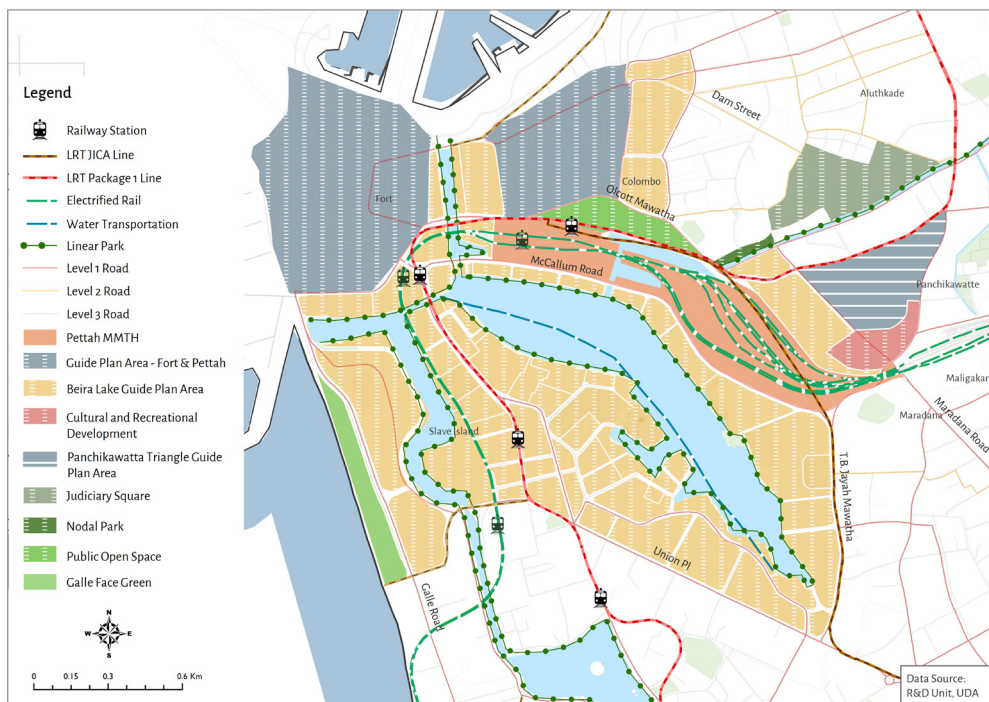 Legend
Railway Station
LRT JICA Line
LRT Package 1 Line
Electrified Rail
Water Transportation
Linear Park
Level 1 Road
Level 2 Road
Level 3 Road
Pettah MMTH
Guide Plan Area - Fort & Pettah
Beira Lake Guide Plan Area
Cultural and Recreational
Development
Panchikawatta Triangle Guide
Plan Area
Judiciary Square
Nodal Park
Public Open Space
Galle Face Green
N
W
E
S
0
0.15
0.3
0.6 Km
Dam Street
Aluthkade
Colombo
Olcott Mawatha
Fort
McCallum Road
Panchikawatte
Maligakan
Maradana
Maradana Road
Slave Island
T.B. Jayah Mawatha
Union Pl
Galle Road
Data Source:
R&D Unit, UDA